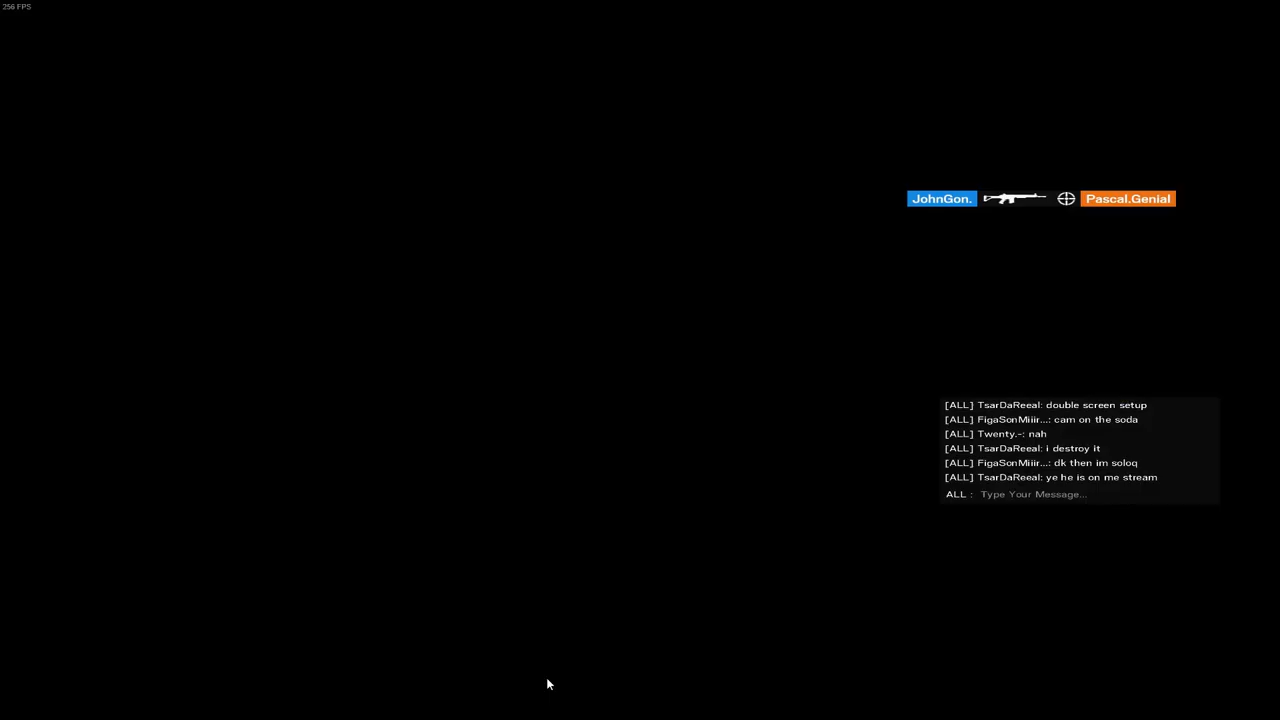 256 FPS
JohnGon. Pascal.Genial
[ALL] TsarDaReeal: double screen setup
[ALL] FigaSonMiiir...: cam on the soda
[ALL] Twenty.-: nah
[ALL] TsarDaReeal: i destroy it
[ALL] FigaSonMiiir...: dk then im soloq
[ALL] TsarDaReeal: ye he is on me stream
ALL : Type Your Message...